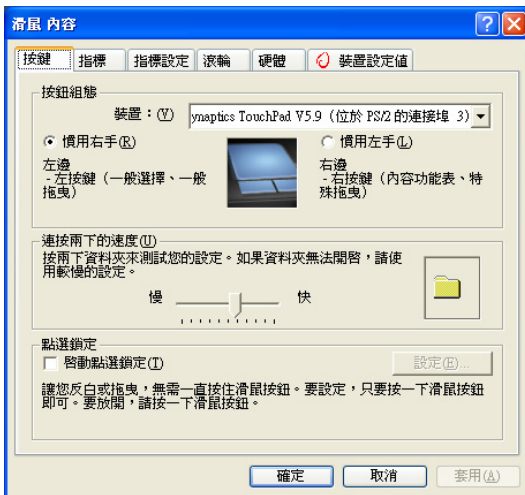 滑鼠 內容
按鍵 指標 指標設定 滾輪 硬體 裝置設定値
按鈕組態
裝置：(V) ynaptics TouchPad V5.9 (位於 PS/2 的連接埠 3)
慣用右手(R) 慣用左手(L)
左邊
- 左按鍵（一般選擇、一般
拖曳）
右邊
- 右按鍵（內容功能表、特
殊拖曳）
連按兩下的速度(U)
按兩下資料夾來測試您的設定。如果資料夾無法開啓，請使
用較慢的設定。
慢 快
點選鎖定
啓動點選鎖定(T) 設定(E)...
讓您反白或拖曳，無需一直按住滑鼠按鈕。要設定，只要按一下滑鼠按鈕
即可。要放開，請按一下滑鼠按鈕。
確定 取消 套用(A)